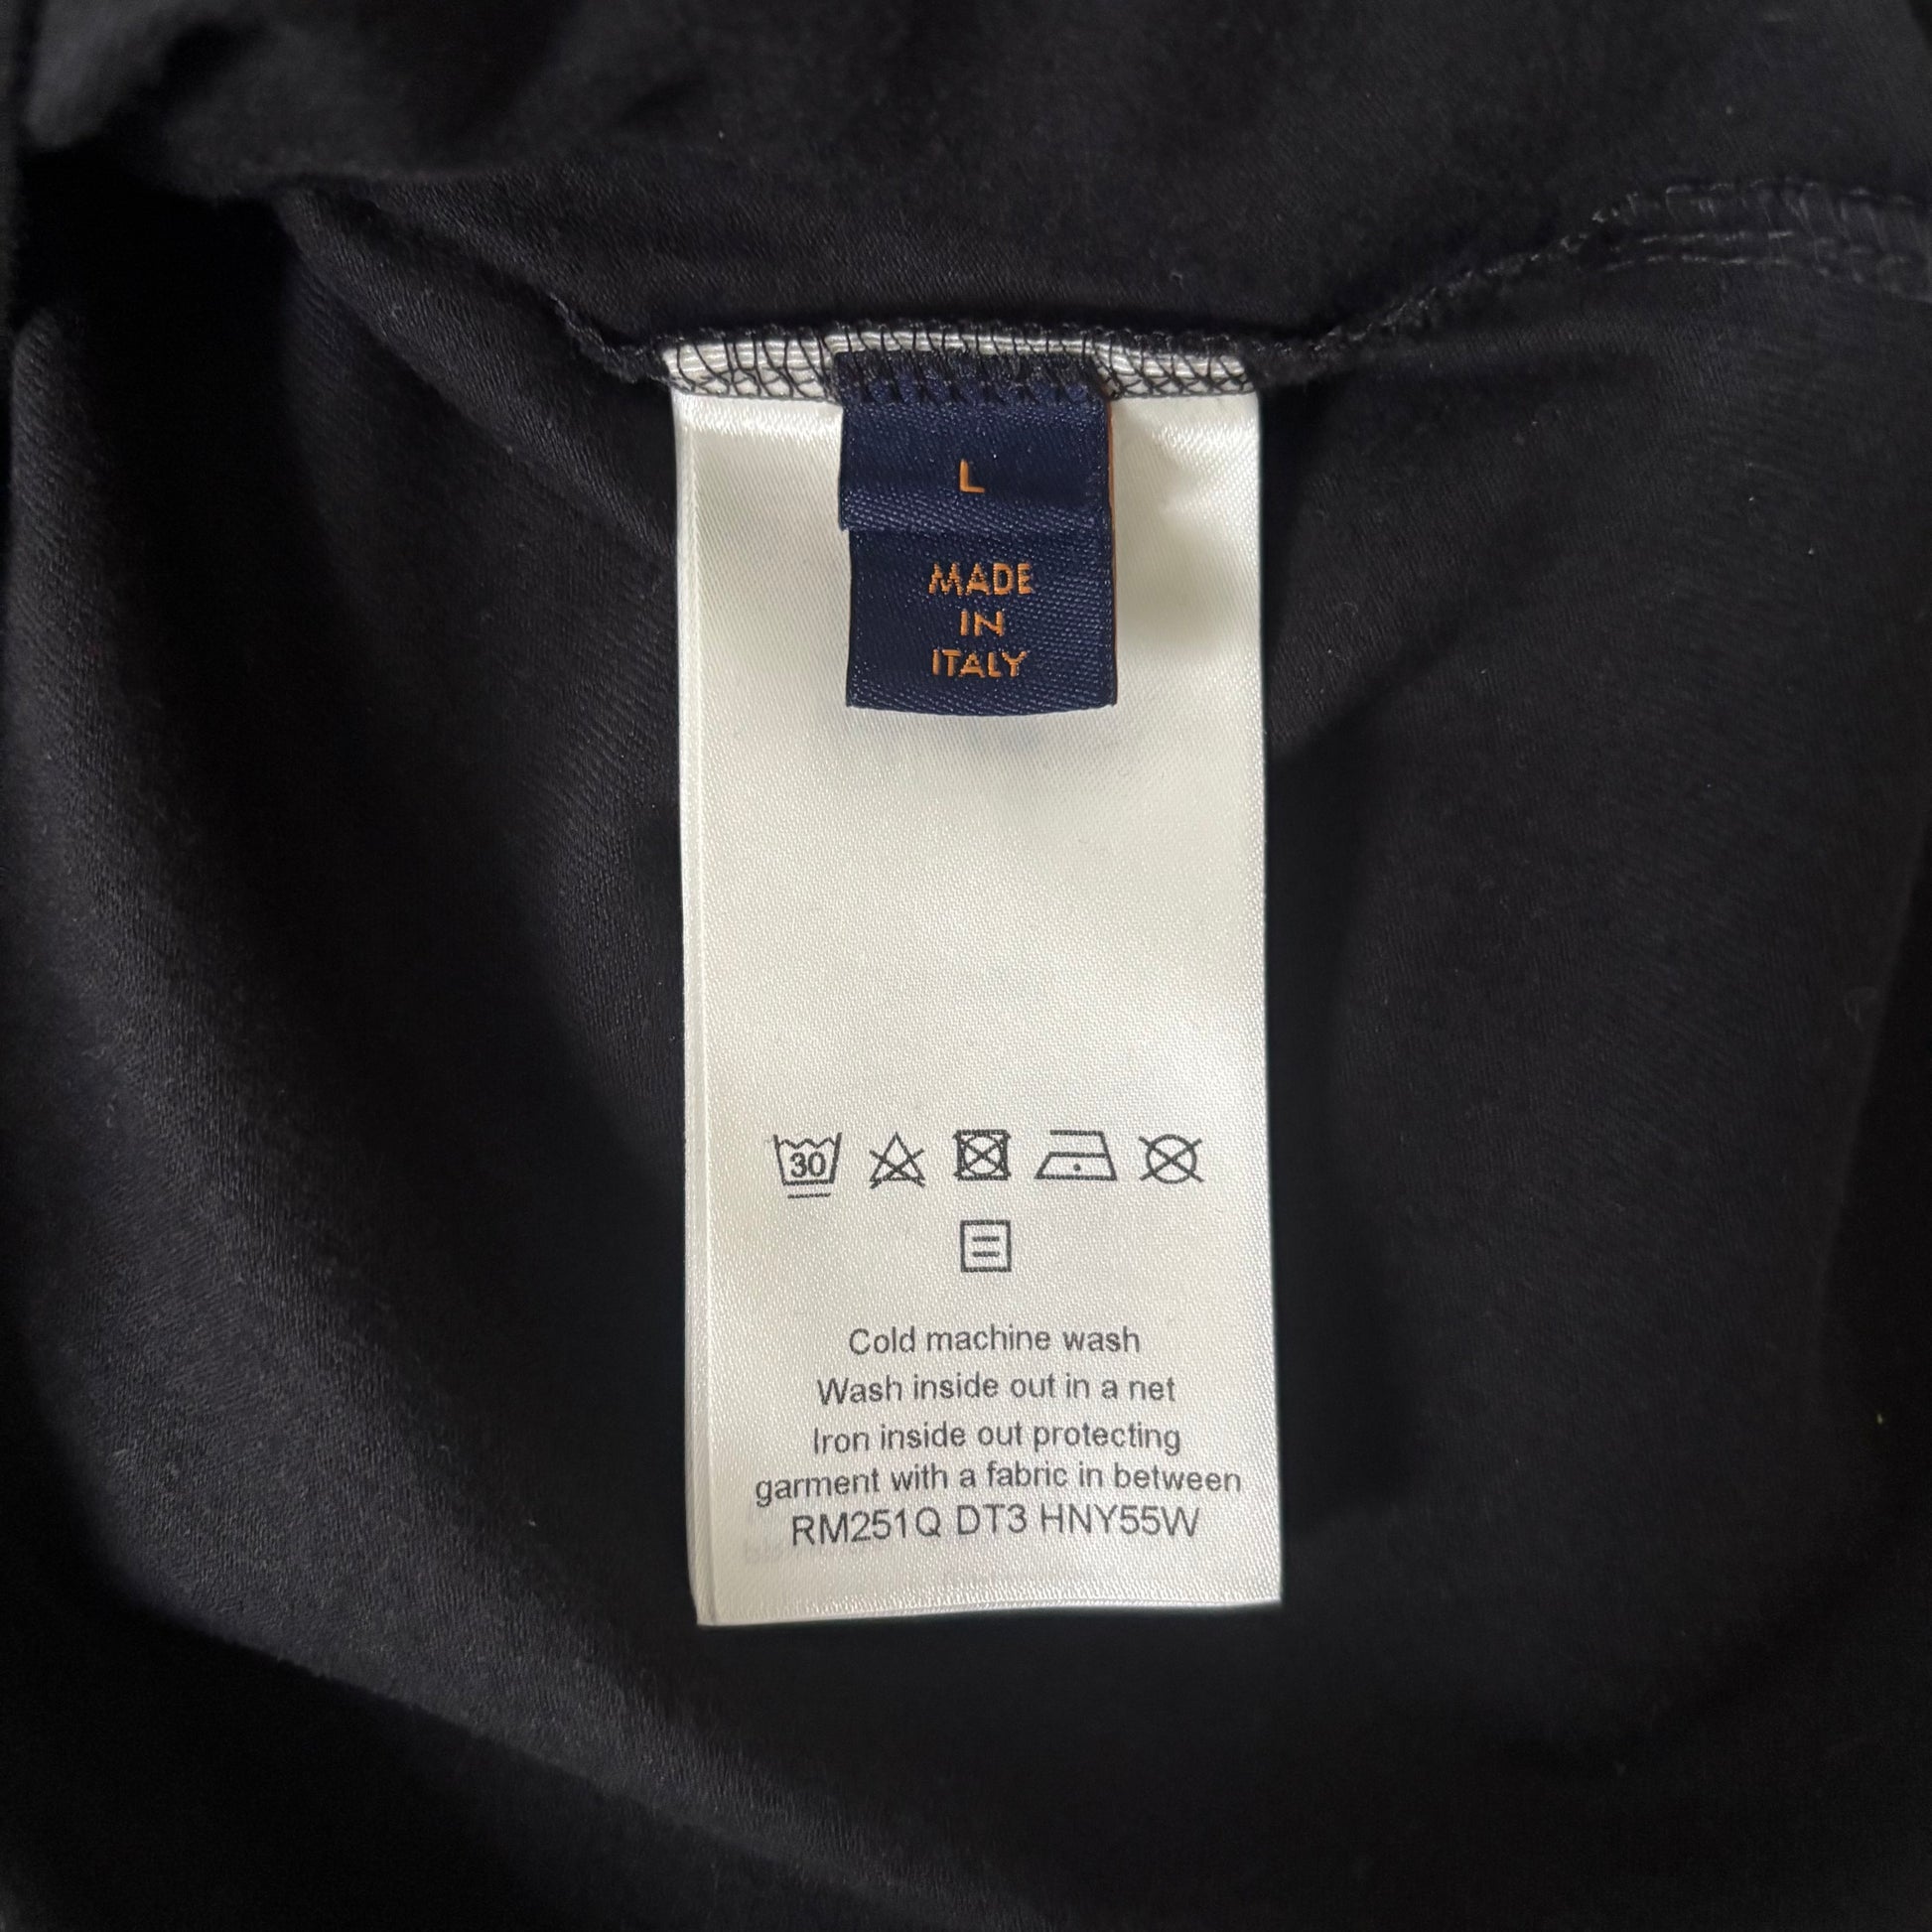 L
MADE
IN
ITALY
30
Cold machine wash
Wash inside out in a net
Iron inside out protecting
garment with a fabric in between
RM251Q DT3 HNY55W